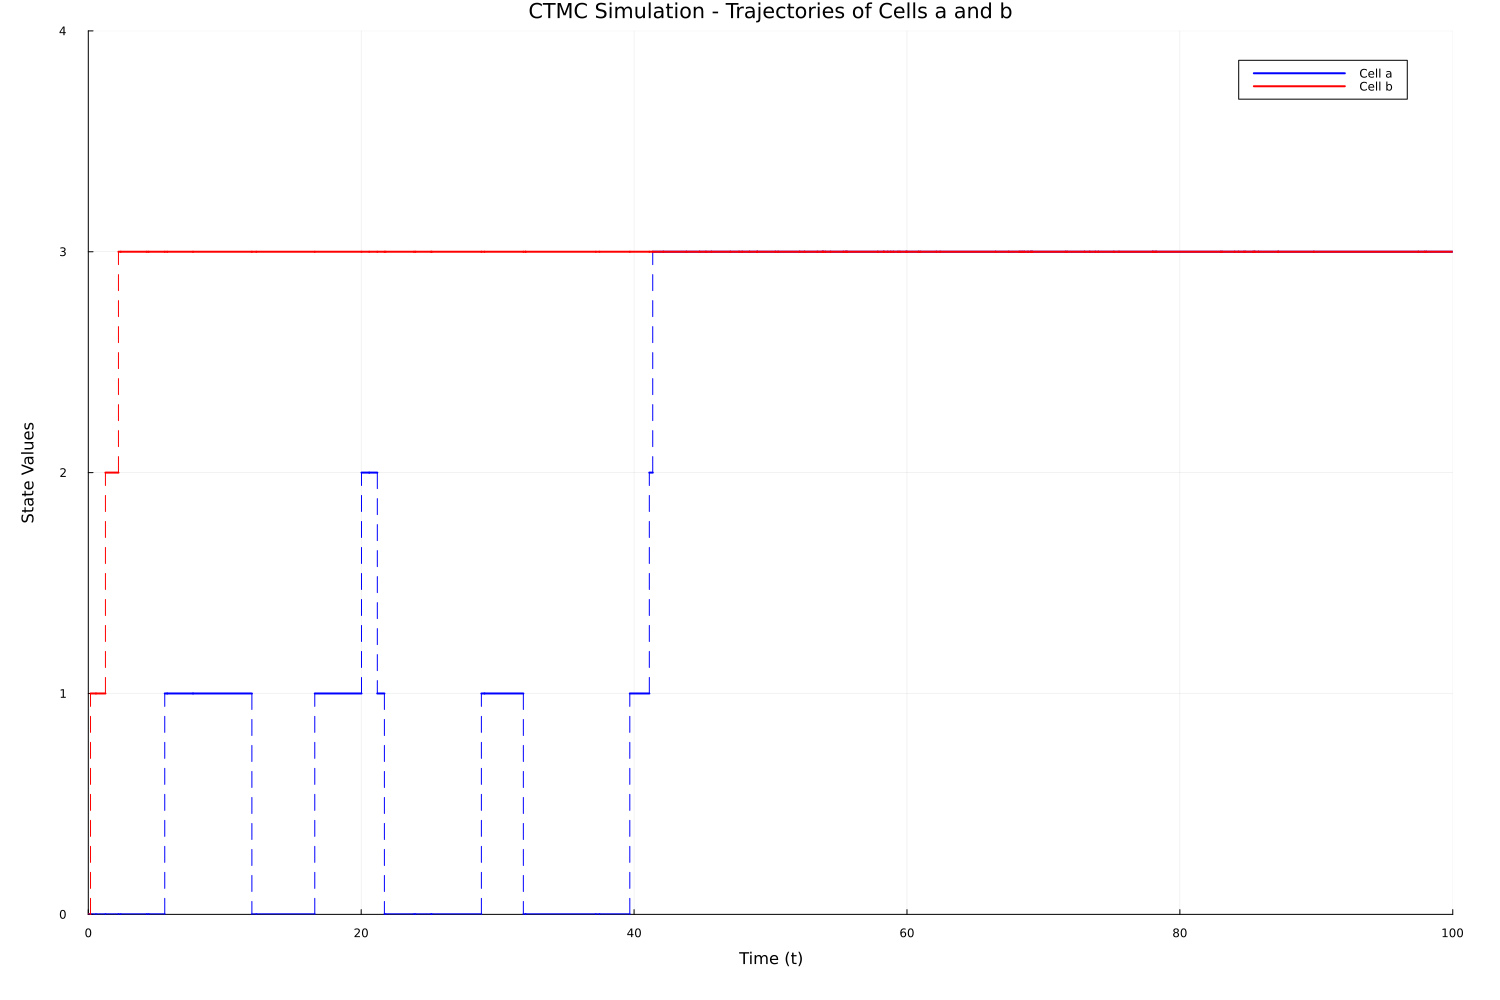 CTMC Simulation - Trajectories of Cells a and b
4
Cell a
Cell b
3
State Values
2
1
0
0 20 40 60 80 100
Time (t)